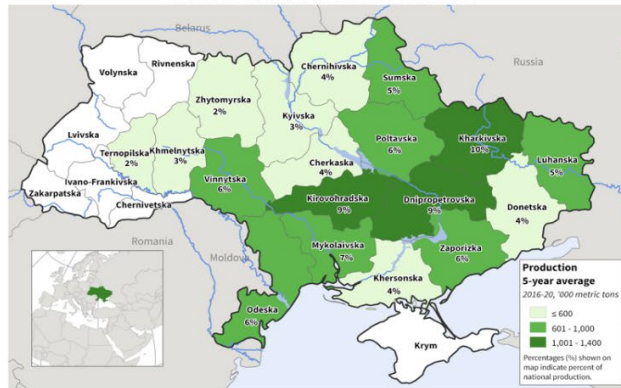 Belarus
Russia
Romania
Moldova
Volynska
Rivnenska
Zhytomyrska
2%
Chernihivska
4%
Sumska
5%
Kyivska
3%
Lvivska
Ternopilska
2%
Khmelnytska
3%
Ivano-Frankivska
Zakarpatska
Chernivetska
Vinnytska
6%
Cherkaska
4%
Poltavska
6%
Kharkivska
10%
Luhanska
5%
Kirovohradska
9%
Dnipropetrovska
9%
Donetska
4%
Mykolaivska
7%
Zaporizka
6%
Khersonska
4%
Odeska
6%
Krym
Production
5-year average
2016-20, '000 metric tons
≤ 600
601 - 1,000
1,001 - 1,400
Percentages (%) shown on
map indicate percent of
national production.